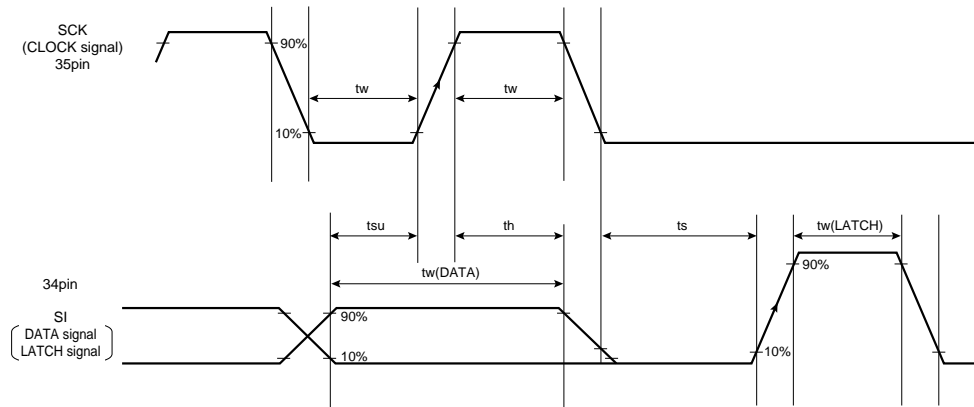 SCK
(CLOCK signal)
35pin
90%
10%
tw
tw
tsu
th
ts
tw(LATCH)
tw(DATA)
34pin
SI
DATA signal
LATCH signal
90%
10%
90%
10%